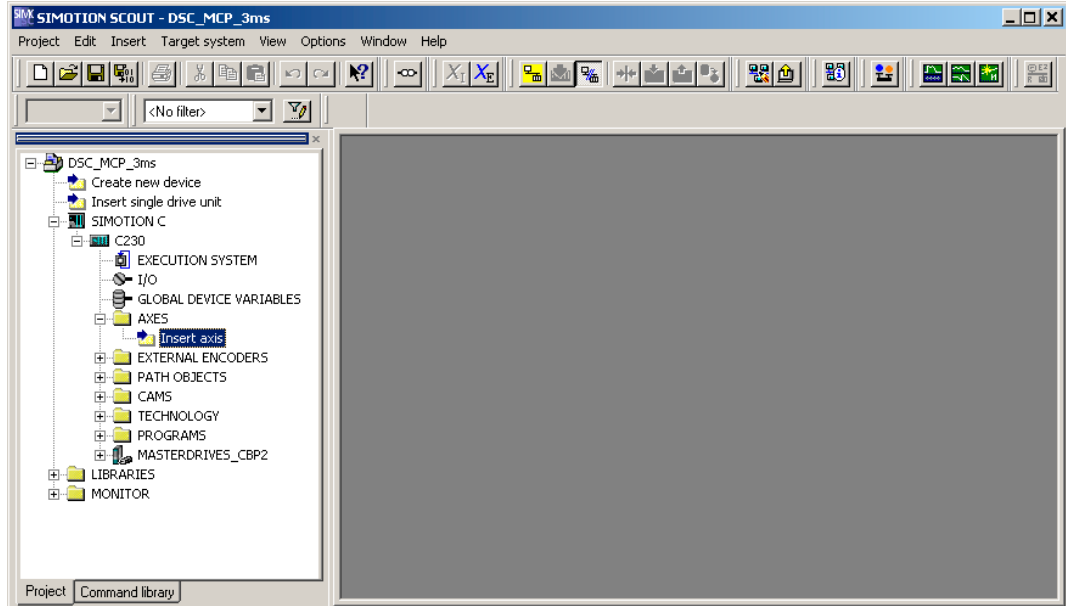 SIMOTION SCOUT - DSC_MCP_3ms
Project Edit Insert Target system View Options Window Help
<No filter>
DSC_MCP_3ms
Create new device
Insert single drive unit
SIMOTION C
C230
EXECUTION SYSTEM
I/O
GLOBAL DEVICE VARIABLES
AXES
Insert axis
EXTERNAL ENCODERS
PATH OBJECTS
CAMS
TECHNOLOGY
PROGRAMS
MASTERDRIVES_CBP2
LIBRARIES
MONITOR
Project Command library